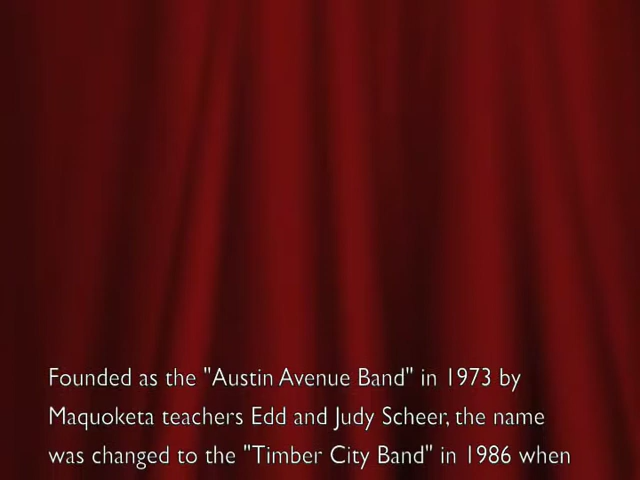 Founded as the "Austin Avenue Band" in 1973 by
Maquoketa teachers Edd and Judy Scheer, the name
was changed to the "Timber City Band" in 1986 when